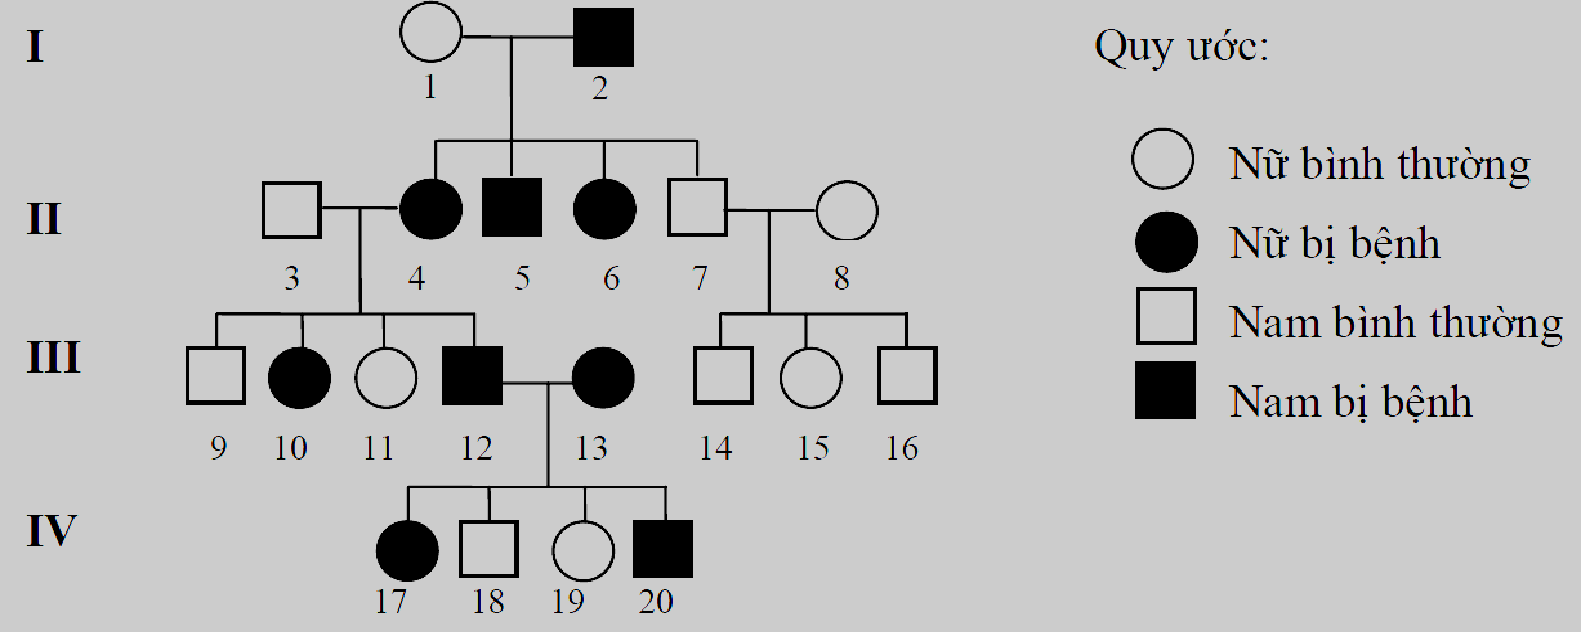 I
1 2
Quy ước:
Nữ bình thường
II
3 4 5 6 7 8
Nữ bị bệnh
Nam bình thường
III
Nam bị bệnh
9 10 11 12 13 14 15 16
IV
17 18 19 20